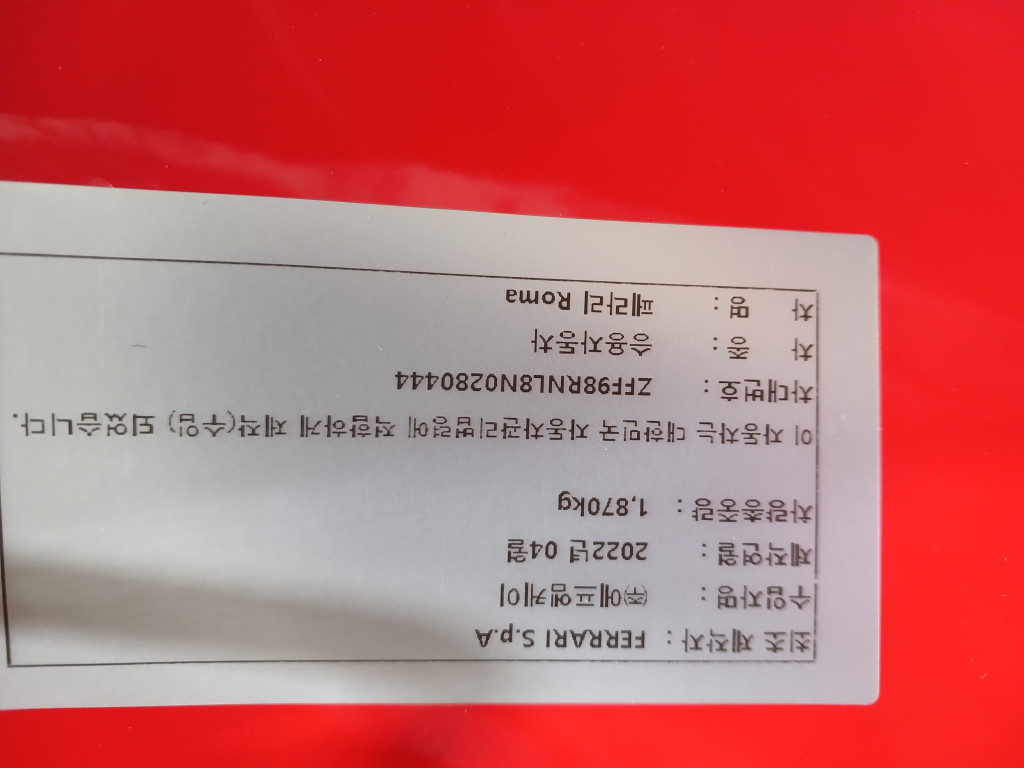 최초 제작자 : FERRARI S.p.A
수입자명 : ㈜에프엠케이
제작연월 : 2022년 04월
차량총중량 : 1,870kg
이 자동차는 대한민국 자동차관리법령에 적합하게 제작(수입) 되었습니다.
차대번호 : ZFF98RNL8N0280444
차 종 : 승용자동차
차 명 : 페라리 Roma